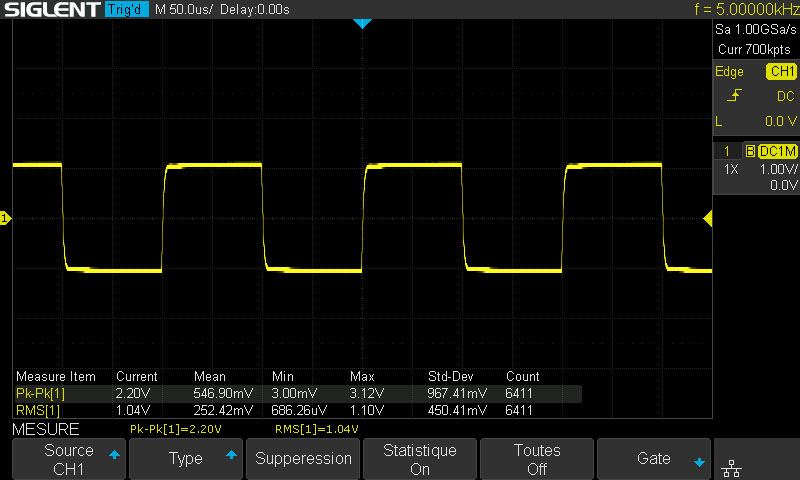 SIGLENT Trig'd M 50.0us/ Delay:0.00s f = 5.00000kHz
Sa 1.00GSa/s
Curr 700kpts
Edge CH1
DC
L 0.0 V
1 B DC1M
1X 1.00V/
0.0V
1
Measure Item Current Mean Min Max Std-Dev Count
Pk-Pk[1] 2.20V 546.90mV 3.00mV 3.12V 967.41mV 6411
RMS[1] 1.04V 252.42mV 686.26uV 1.10V 450.41mV 6411
MESURE Pk-Pk[1]=2.20V RMS[1]=1.04V
Source Type Supperession Statistique Toutes Gate
CH1 On Off